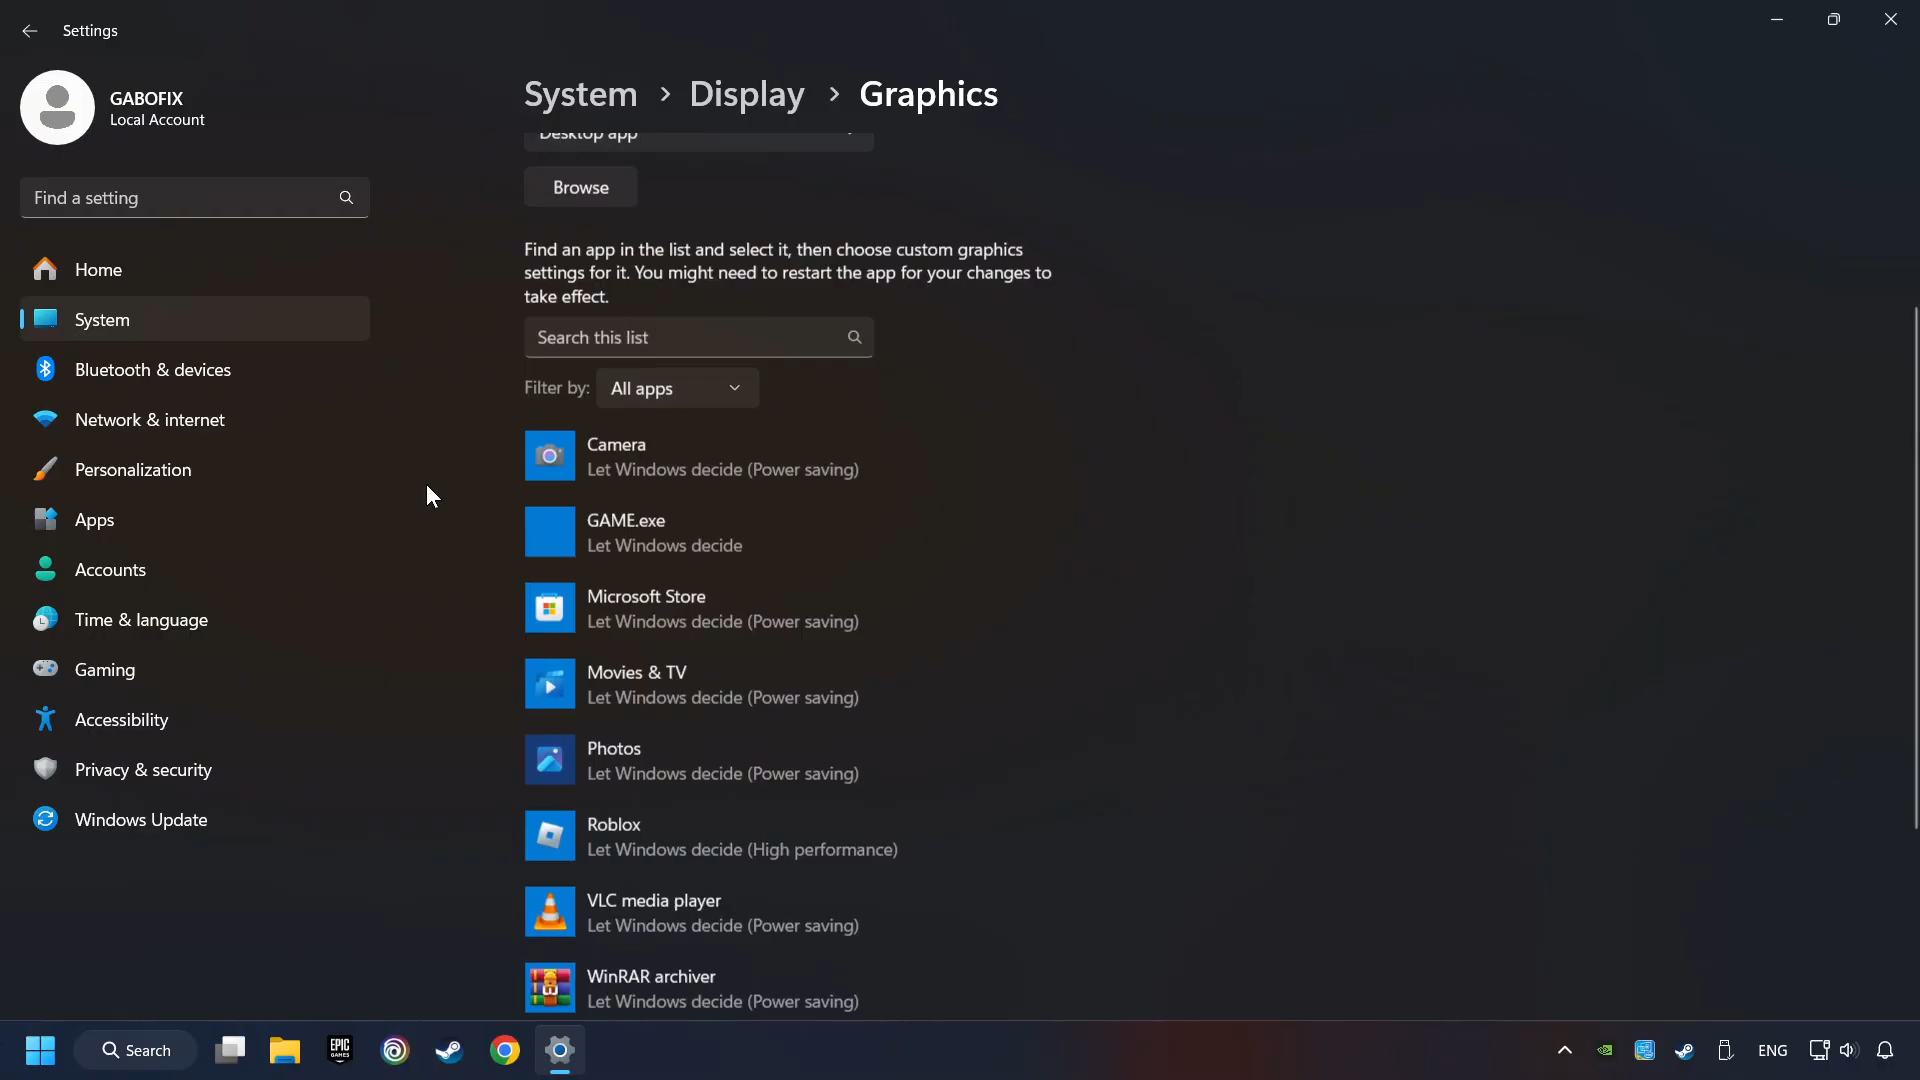 Settings
GABOFIX
Local Account
Find a setting
Home
System
Bluetooth & devices
Network & internet
Personalization
Apps
Accounts
Time & language
Gaming
Accessibility
Privacy & security
Windows Update
System > Display > Graphics
Desktop app
Browse
Find an app in the list and select it, then choose custom graphics
settings for it. You might need to restart the app for your changes to
take effect.
Search this list
Filter by: All apps
Camera
Let Windows decide (Power saving)
GAME.exe
Let Windows decide
Microsoft Store
Let Windows decide (Power saving)
Movies & TV
Let Windows decide (Power saving)
Photos
Let Windows decide (Power saving)
Roblox
Let Windows decide (High performance)
VLC media player
Let Windows decide (Power saving)
WinRAR archiver
Let Windows decide (Power saving)
Search
EPIC
GAMES
ENG